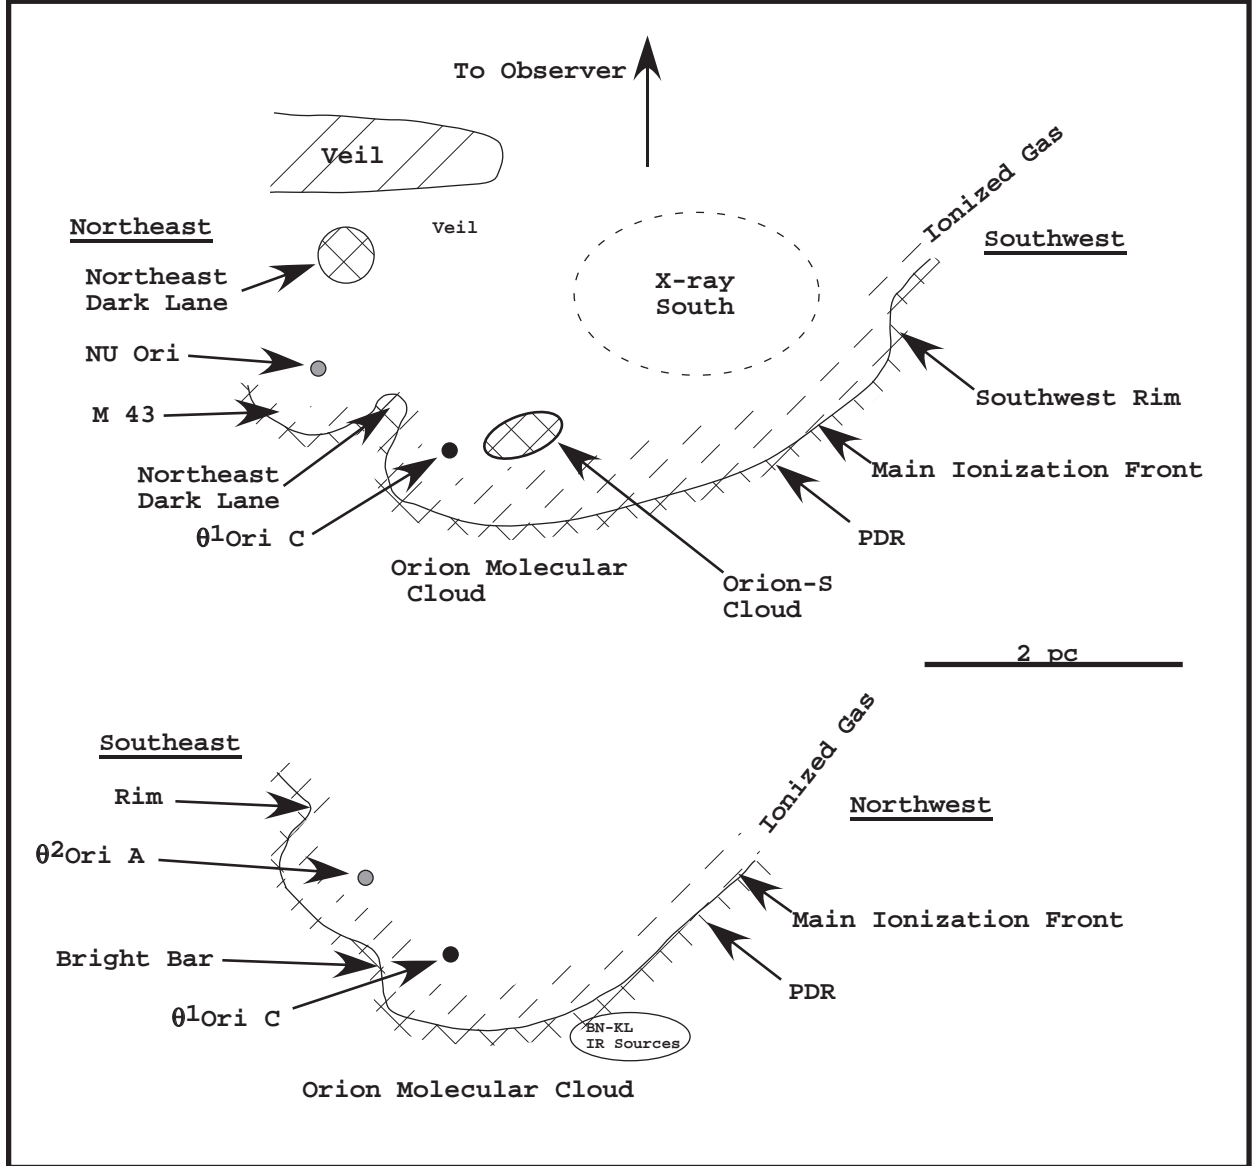 To Observer
Veil
Ionized Gas
Northeast
Veil
Southwest
Northeast
Dark Lane
X-ray
South
NU Ori
M 43
Southwest Rim
Northeast
Dark Lane
Main Ionization Front
θ1Ori C
PDR
Orion Molecular
Cloud
Orion-S
Cloud
2 pc
Southeast
Ionized Gas
Rim
Northwest
θ2Ori A
Main Ionization Front
Bright Bar
PDR
θ1Ori C
BN-KL
IR Sources
Orion Molecular Cloud